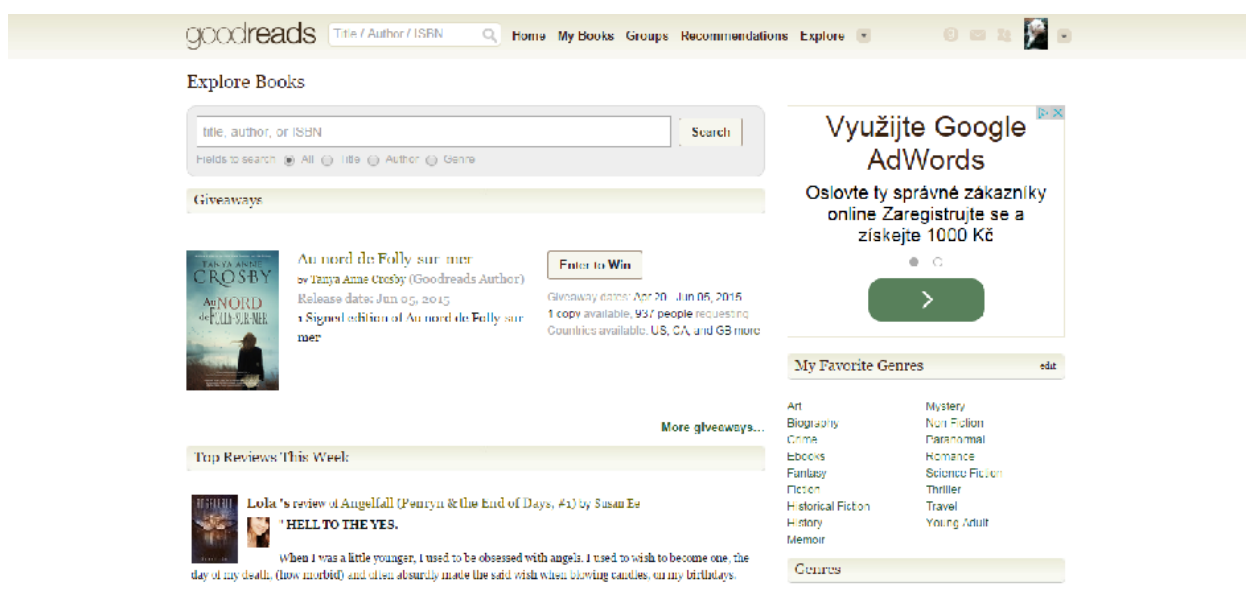 goodreads
Title / Author / ISBN
Home My Books Groups Recommendations Explore
Explore Books
title, author, or ISBN
Search
Fields to search All Title Author Genre
Giveaways
TANYA ANNE
CROSBY
Au NORD
de FOLLY-SUR-MER
Au nord de Folly-sur-mer
by Tanya Anne Crosby (Goodreads Author)
Release date: Jun 05, 2015
1 Signed edition of Au nord de Folly-sur-
mer
Enter to Win
Giveaway dates: Apr 20 - Jun 05, 2015
1 copy available, 937 people requesting
Countries available: US, CA, and GB more
More giveaways...
Top Reviews This Week
ANGELFALL
Lola 's review of Angelfall (Penryn & the End of Days, #1) by Susan Ee
" HELL TO THE YES.
When I was a little younger, I used to be obsessed with angels. I used to wish to become one, the
day of my death, (how morbid) and often absurdly made the said wish when blowing candles, on my birthdays.
Využijte Google
AdWords
Oslovte ty správné zákazníky
online Zaregistrujte se a
získejte 1000 Kč
My Favorite Genres
edit
Art
Biography
Crime
Ebooks
Fantasy
Fiction
Historical Fiction
History
Memoir
Mystery
Non Fiction
Paranormal
Romance
Science Fiction
Thriller
Travel
Young Adult
Genres